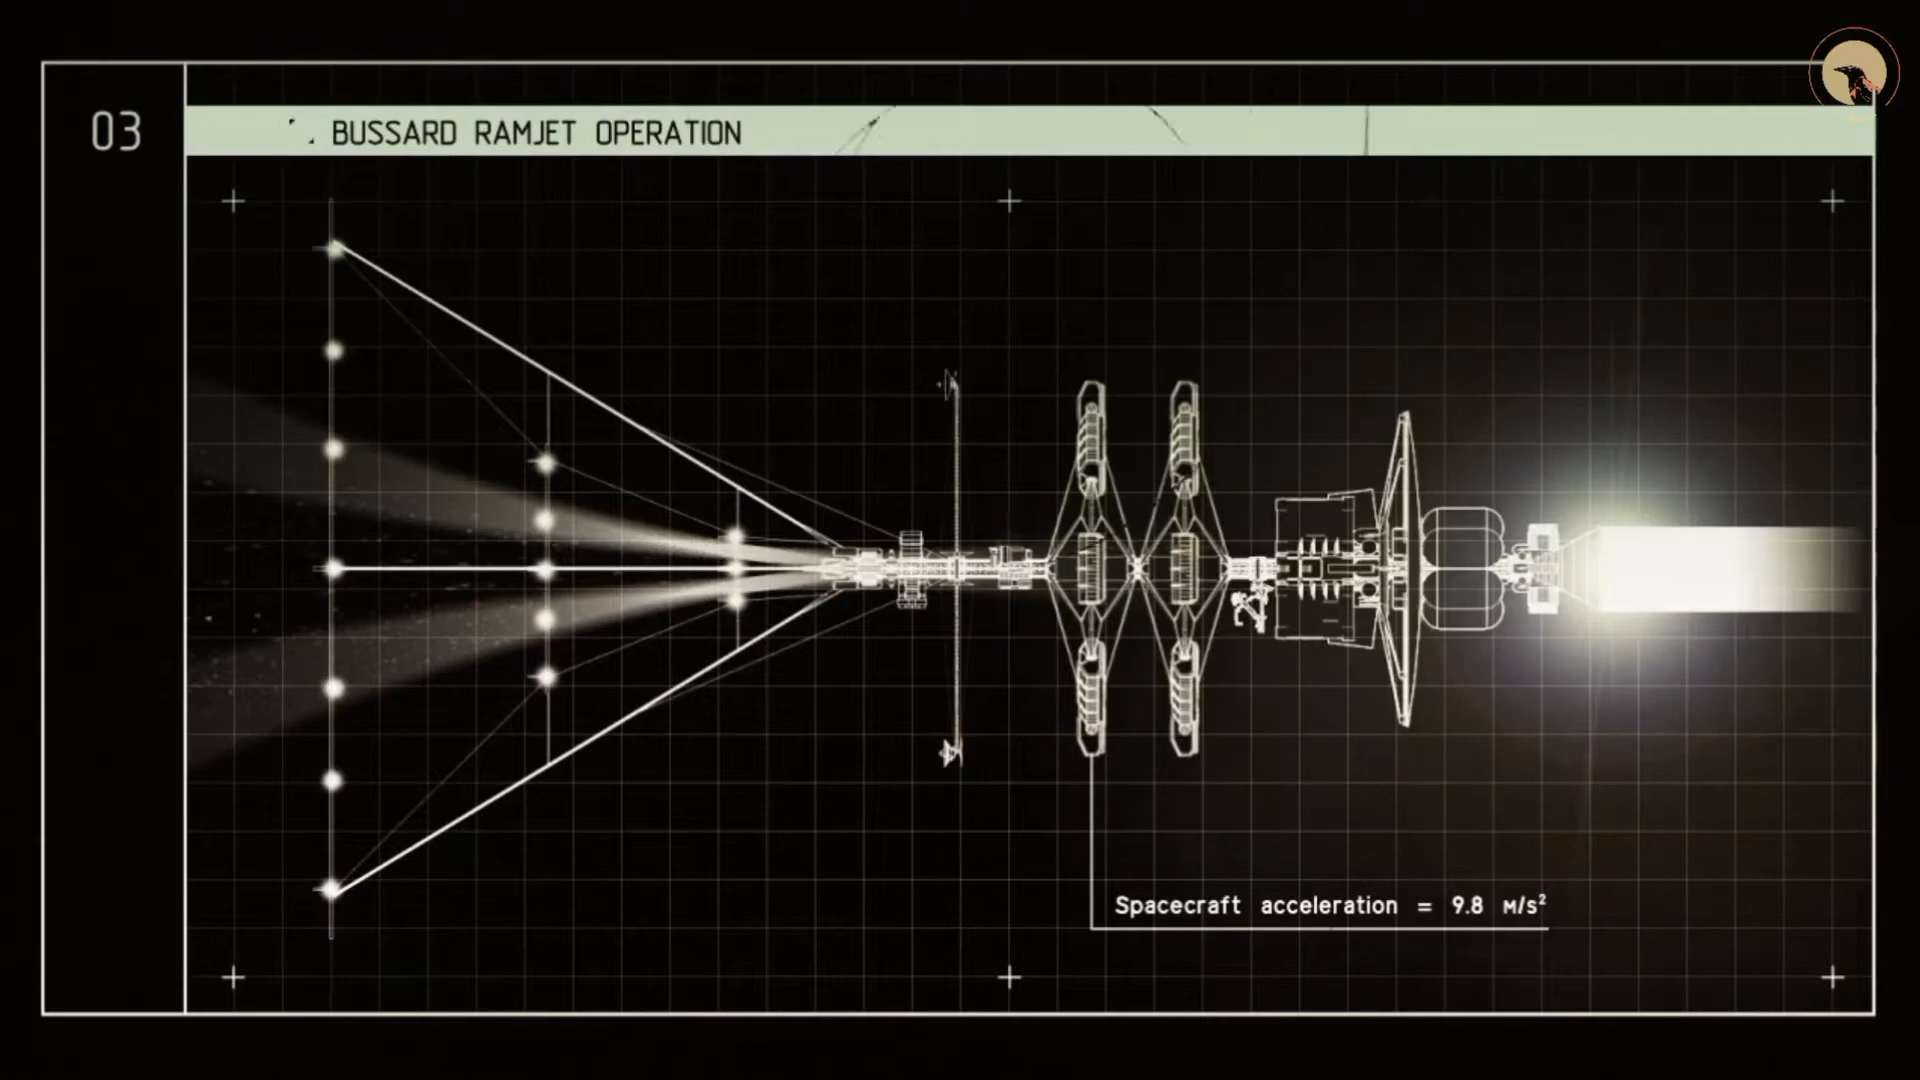 03
BUSSARD RAMJET OPERATION
Spacecraft acceleration = 9.8 м/s²